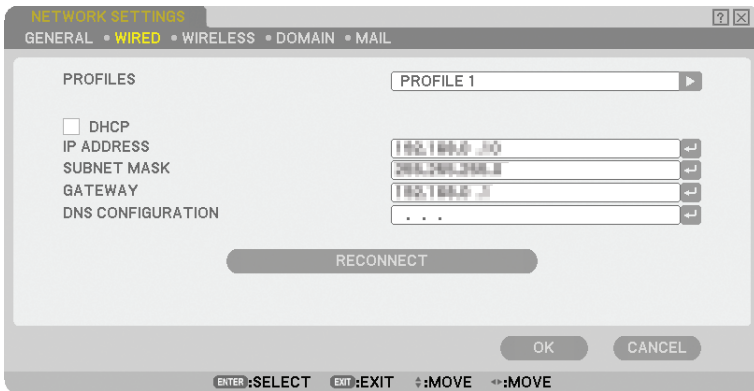 NETWORK SETTINGS
GENERAL • WIRED • WIRELESS • DOMAIN • MAIL
PROFILES PROFILE 1
DHCP
IP ADDRESS
SUBNET MASK
GATEWAY
DNS CONFIGURATION . . .
RECONNECT
OK CANCEL
ENTER :SELECT EXIT :EXIT :MOVE :MOVE